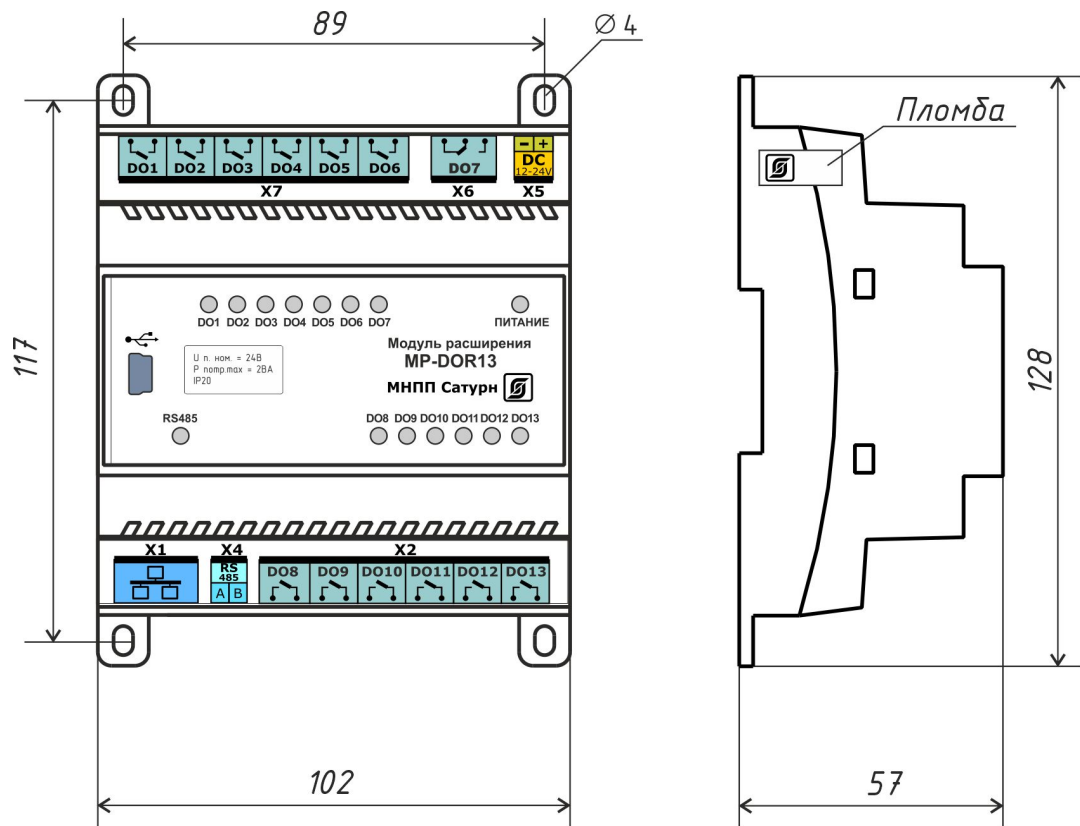 89
⌀ 4
Пломба
DO1 DO2 DO3 DO4 DO5 DO6
DO7
- +
DC
12-24V
X7
X6
X5
DO1 DO2 DO3 DO4 DO5 DO6 DO7
ПИТАНИЕ
Модуль расширения
MP-DOR13
МНПП Сатурн
U п. ном. = 24В
P потр.max = 2ВА
IP20
RS485
DO8 DO9 DO10 DO11 DO12 DO13
117
128
X1
X4
X2
RS
485
A B
DO8 DO9 DO10 DO11 DO12 DO13
102
57